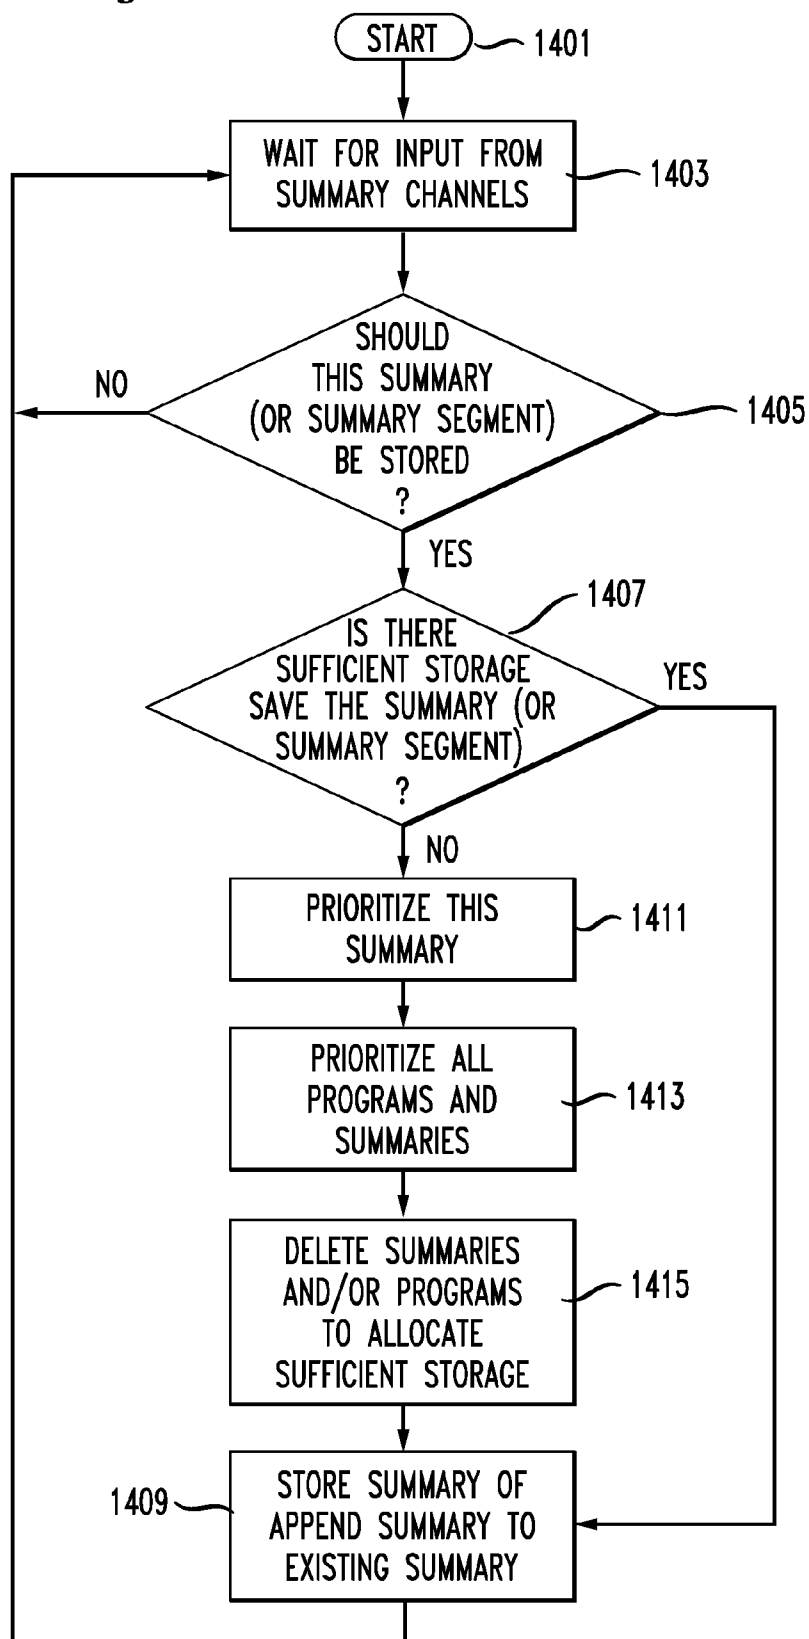 START
1401
WAIT FOR INPUT FROM
SUMMARY CHANNELS
1403
SHOULD
THIS SUMMARY
(OR SUMMARY SEGMENT)
BE STORED
?
NO
1405
YES
1407
IS THERE
SUFFICIENT STORAGE
SAVE THE SUMMARY (OR
SUMMARY SEGMENT)
?
YES
NO
PRIORITIZE THIS
SUMMARY
1411
PRIORITIZE ALL
PROGRAMS AND
SUMMARIES
1413
DELETE SUMMARIES
AND/OR PROGRAMS
TO ALLOCATE
SUFFICIENT STORAGE
1415
1409
STORE SUMMARY OF
APPEND SUMMARY TO
EXISTING SUMMARY